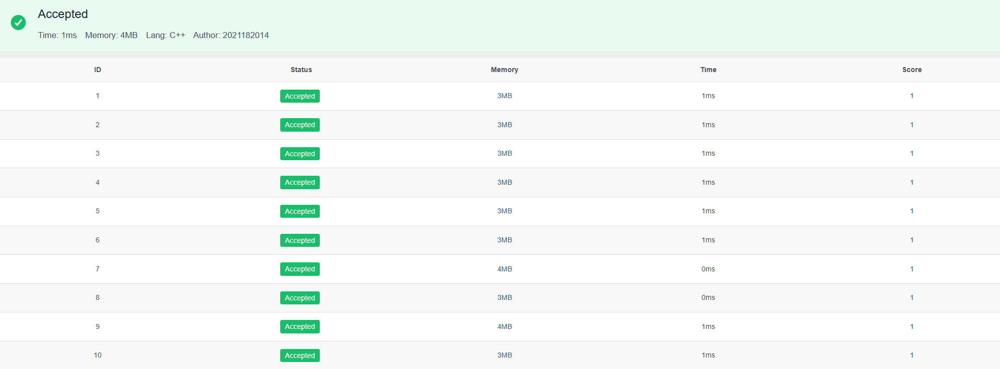 Accepted
Time: 1ms Memory: 4MB Lang: C++ Author: 2021182014
ID Status Memory Time Score
1 Accepted 3MB 1ms 1
2 Accepted 3MB 1ms 1
3 Accepted 3MB 1ms 1
4 Accepted 3MB 1ms 1
5 Accepted 3MB 1ms 1
6 Accepted 3MB 1ms 1
7 Accepted 4MB 0ms 1
8 Accepted 3MB 0ms 1
9 Accepted 4MB 1ms 1
10 Accepted 3MB 1ms 1